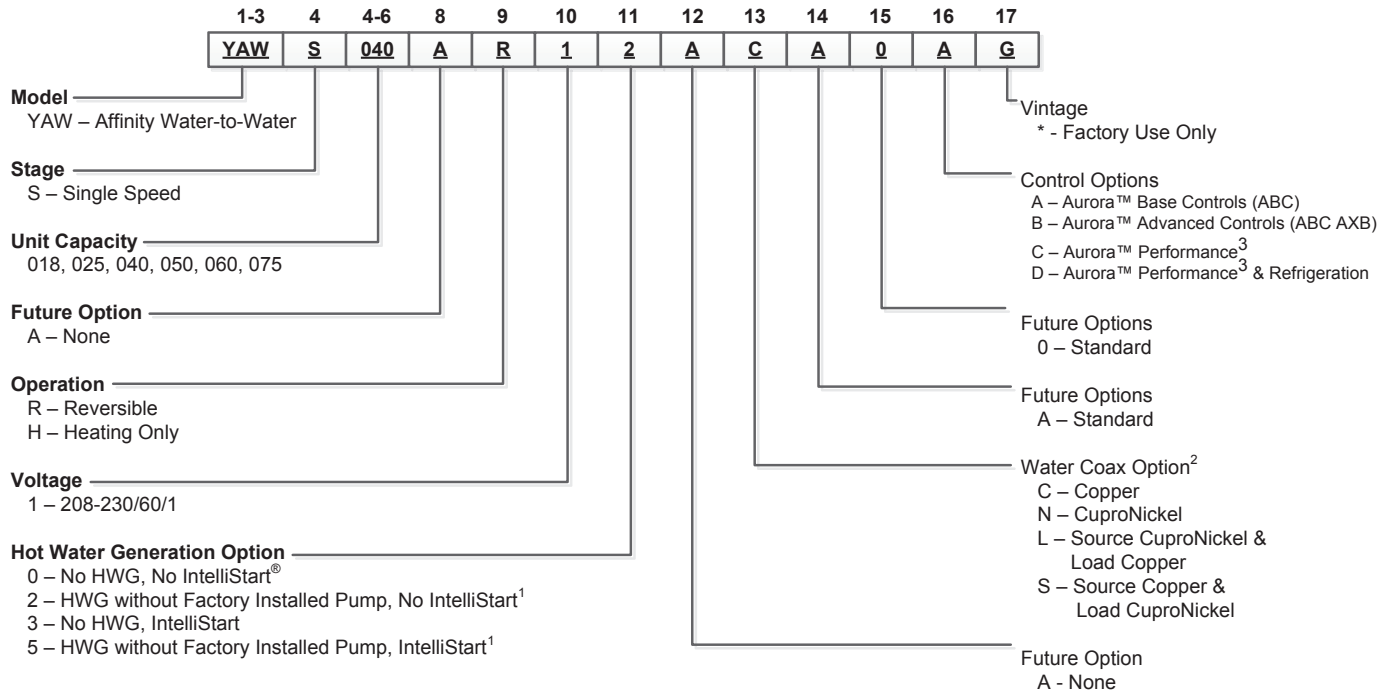 1-3 4 4-6 8 9 10 11 12 13 14 15 16 17
YAW S 040 A R 1 2 A C A 0 A G
Model
YAW – Affinity Water-to-Water
Stage
S – Single Speed
Unit Capacity
018, 025, 040, 050, 060, 075
Future Option
A – None
Operation
R – Reversible
H – Heating Only
Voltage
1 – 208-230/60/1
Hot Water Generation Option
0 – No HWG, No IntelliStart®
2 – HWG without Factory Installed Pump, No IntelliStart1
3 – No HWG, IntelliStart
5 – HWG without Factory Installed Pump, IntelliStart1
Vintage
* - Factory Use Only
Control Options
A – Aurora™ Base Controls (ABC)
B – Aurora™ Advanced Controls (ABC AXB)
C – Aurora™ Performance3
D – Aurora™ Performance3 & Refrigeration
Future Options
0 – Standard
Future Options
A – Standard
Water Coax Option2
C – Copper
N – CuproNickel
L – Source CuproNickel &
Load Copper
S – Source Copper &
Load CuproNickel
Future Option
A - None